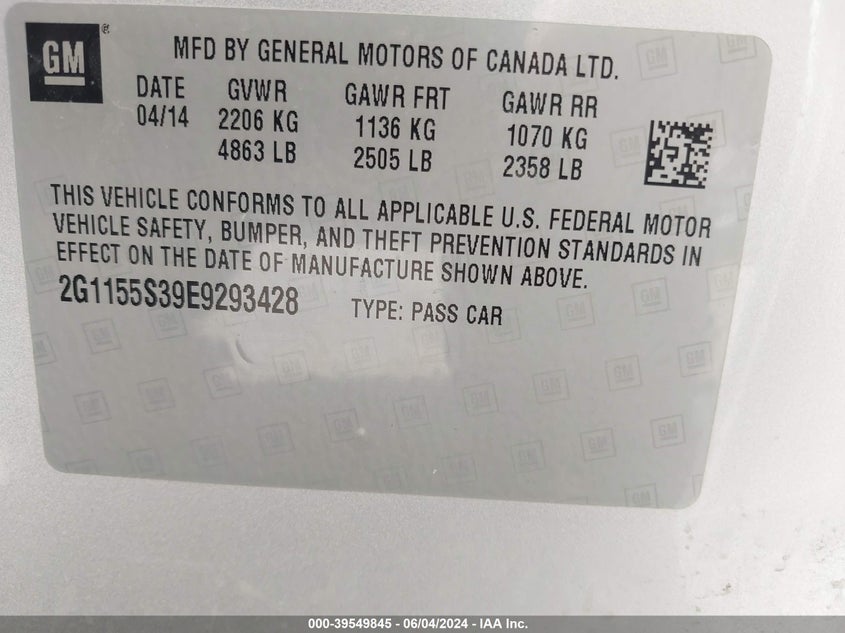 GM®
MFD BY GENERAL MOTORS OF CANADA LTD.
DATE GVWR GAWR FRT GAWR RR
04/14 2206 KG 1136 KG 1070 KG
4863 LB 2505 LB 2358 LB
THIS VEHICLE CONFORMS TO ALL APPLICABLE U.S. FEDERAL MOTOR
VEHICLE SAFETY, BUMPER, AND THEFT PREVENTION STANDARDS IN
EFFECT ON THE DATE OF MANUFACTURE SHOWN ABOVE.
2G1155S39E9293428 TYPE: PASS CAR
000-39549845 - 06/04/2024 - IAA Inc.